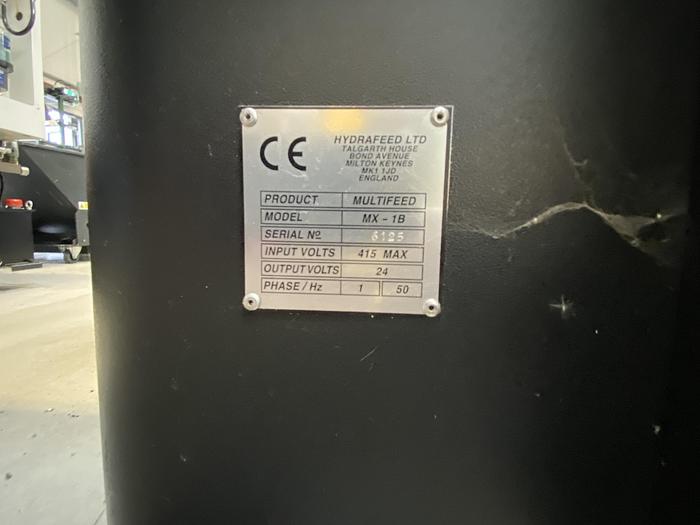 CE
HYDRAFEED LTD
TALGARTH HOUSE
BOND AVENUE
MILTON KEYNES
MK1 1JD
ENGLAND
PRODUCT MULTIFEED
MODEL MX - 1B
SERIAL Nº 6125
INPUT VOLTS 415 MAX
OUTPUT VOLTS 24
PHASE / Hz 1 50